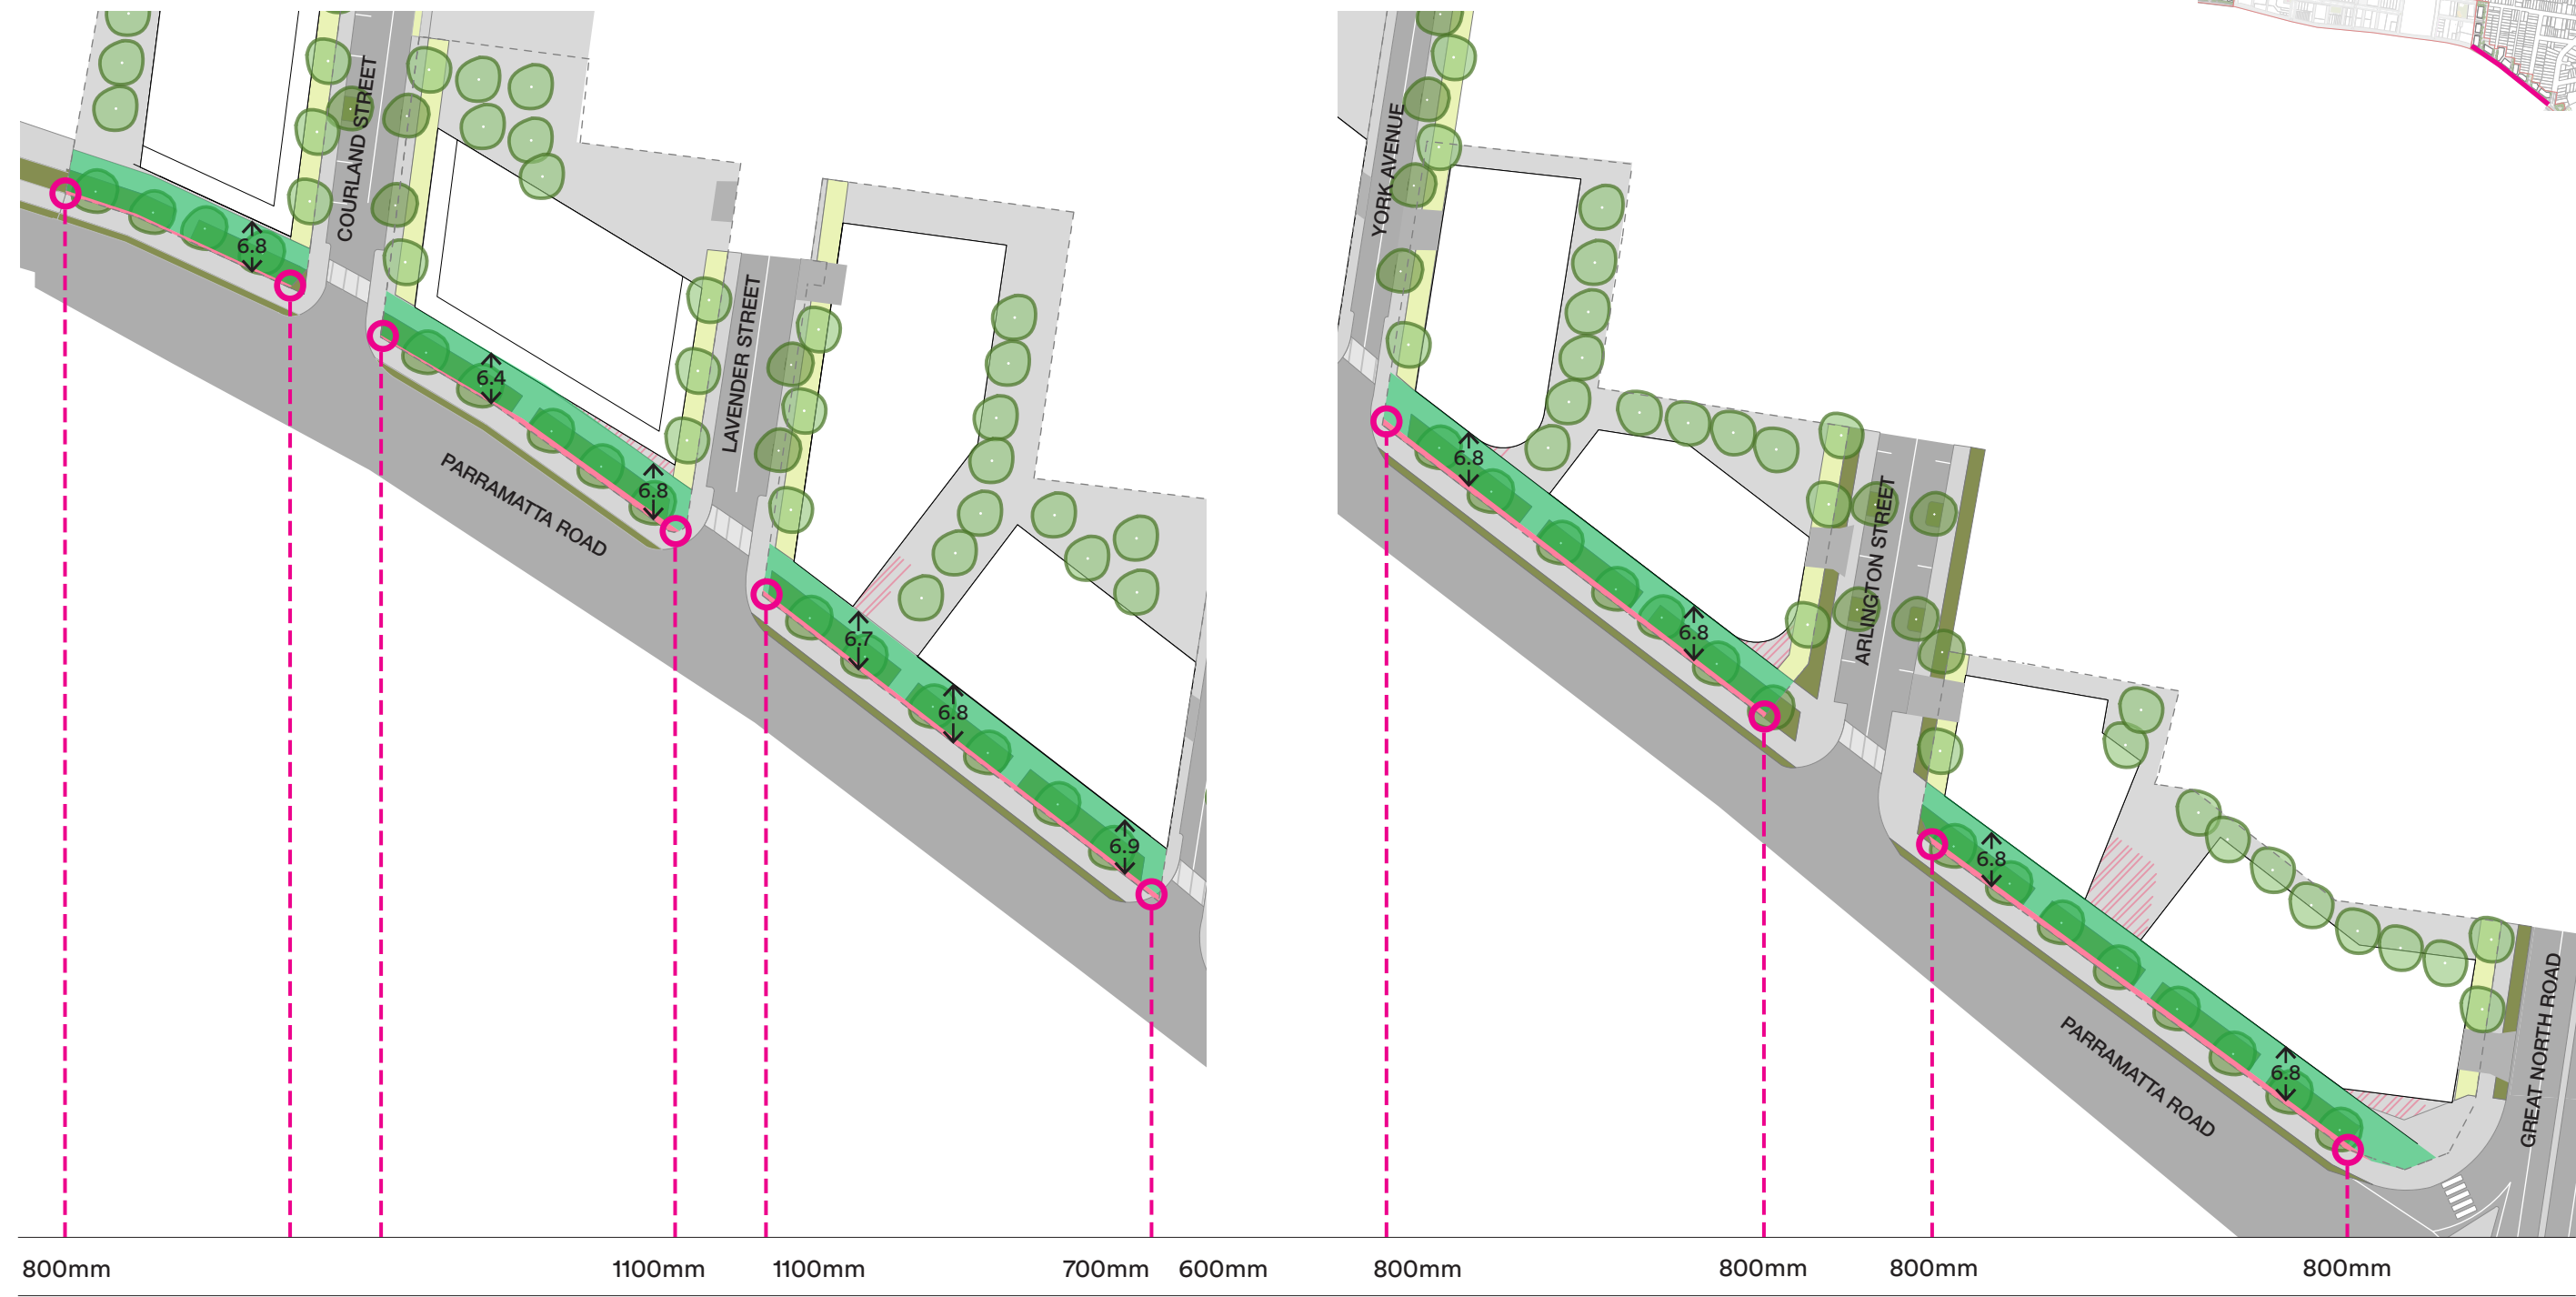 COURLAND STREET
6.8
6.4
6.8
LAVENDER STREET
PARRAMATTA ROAD
6.7
6.8
6.9
YORK AVENUE
6.8
6.8
ARLINGTON STREET
6.8
6.8
PARRAMATTA ROAD
GREAT NORTH ROAD
800mm 1100mm 1100mm 700mm 600mm 800mm 800mm 800mm 800mm